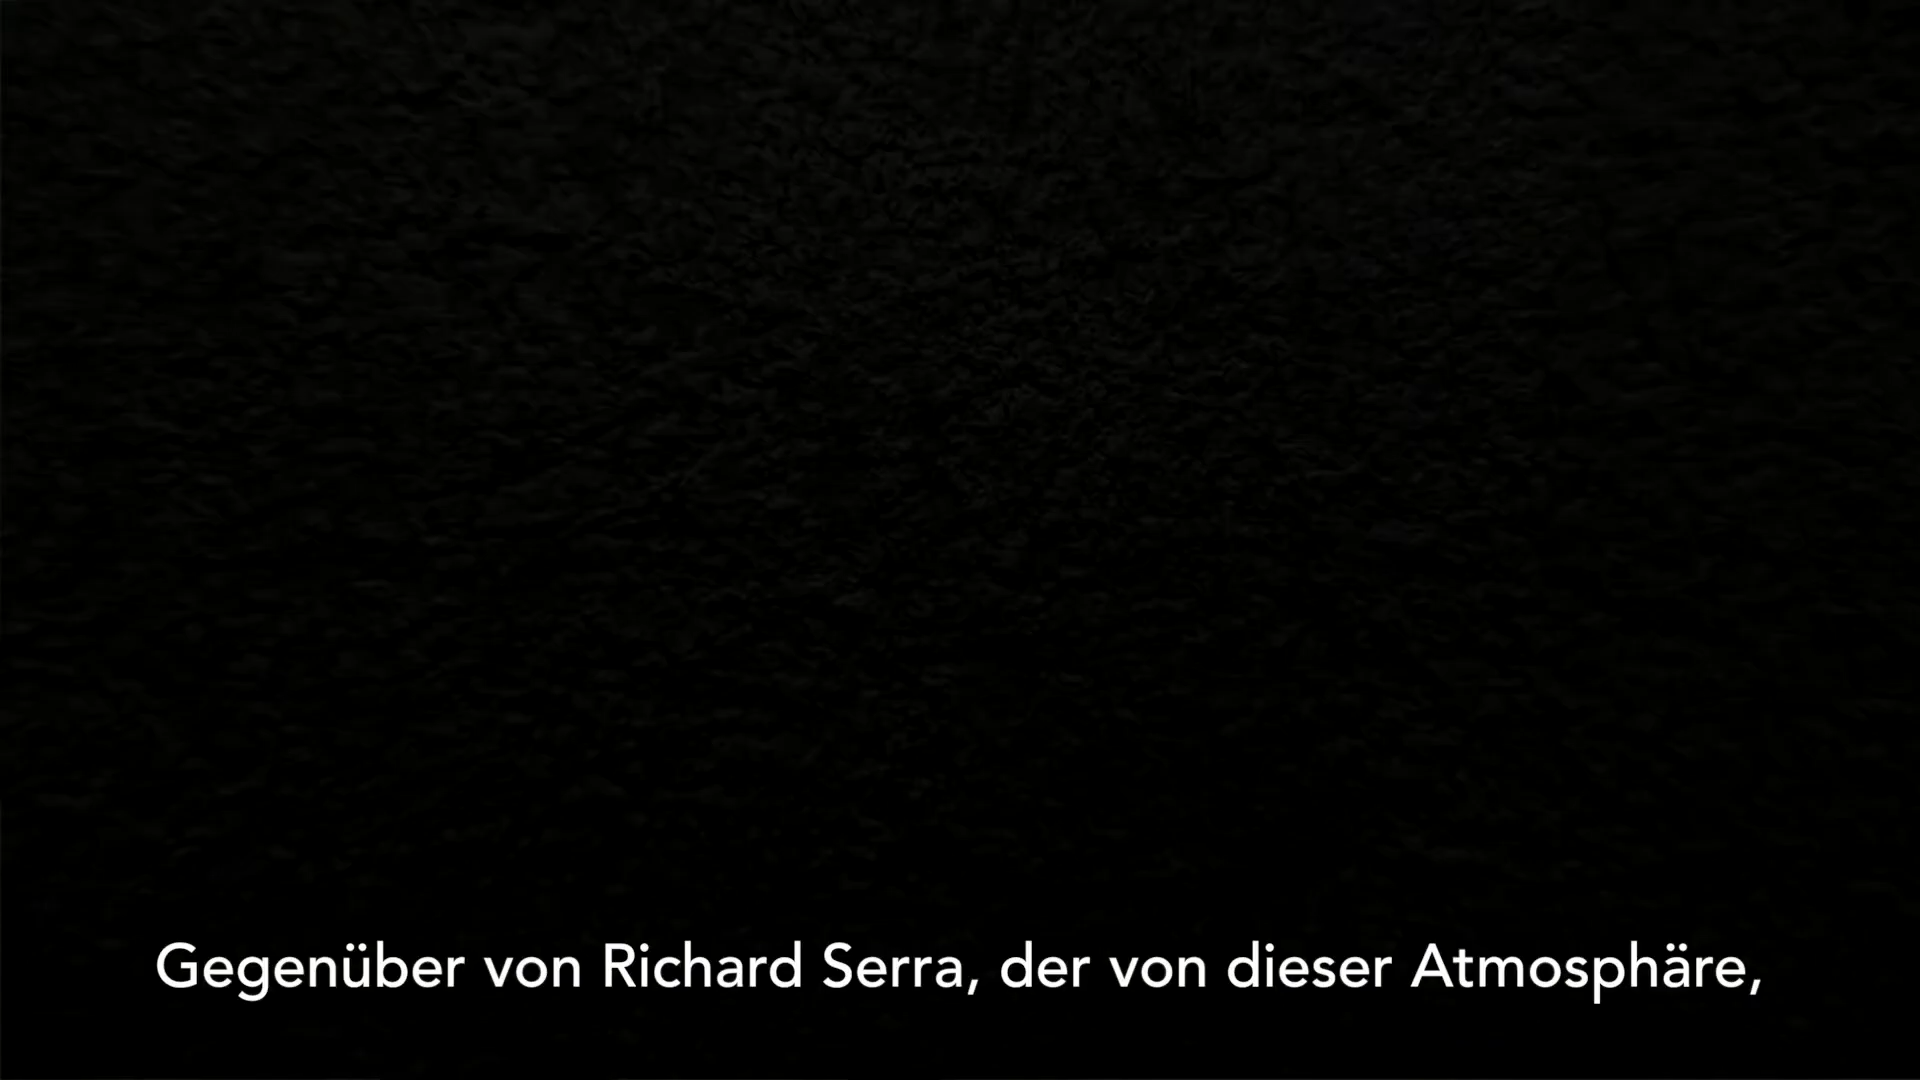 Gegenüber von Richard Serra, der von dieser Atmosphäre,